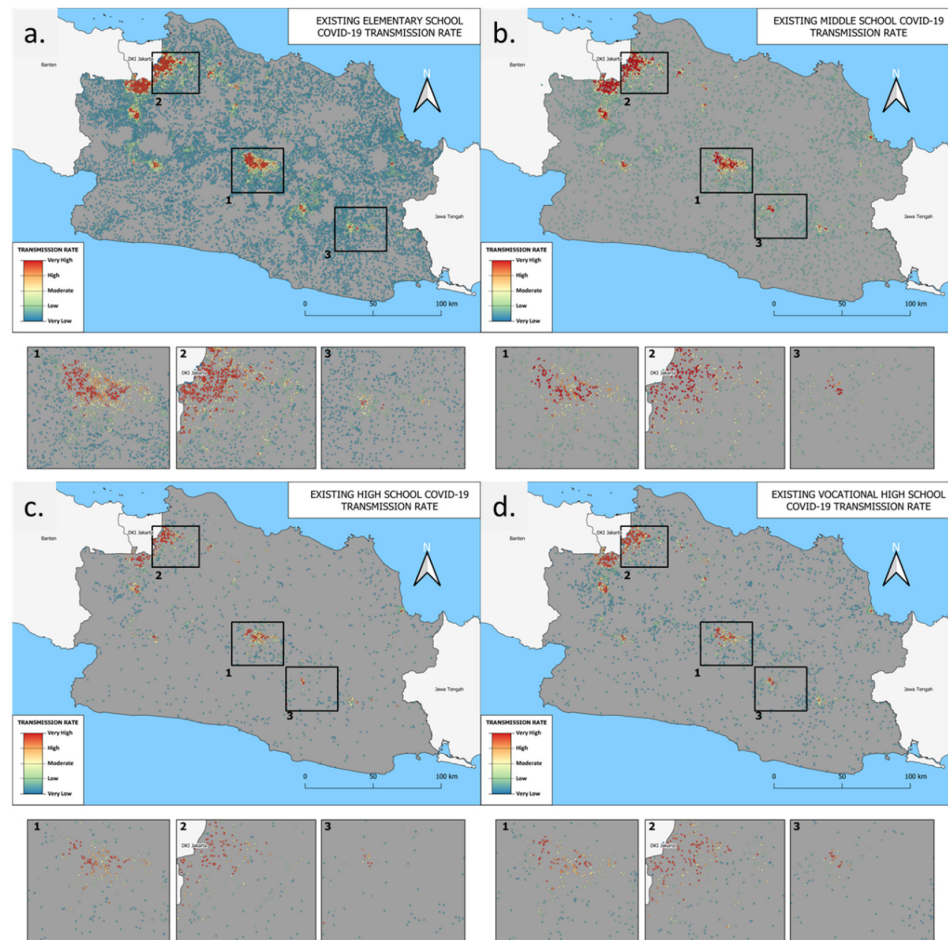 a.
EXISTING ELEMENTARY SCHOOL
COVID-19 TRANSMISSION RATE
DKI Jakarta
Banten
N
2
1
Jawa Tengah
3
TRANSMISSION RATE
Very High
High
Moderate
Low
Very Low
0 50 100 km
1 2 3
DKI Jakarta
b.
EXISTING MIDDLE SCHOOL COVID-19
TRANSMISSION RATE
DKI Jakarta
Banten
N
2
1
Jawa Tengah
3
TRANSMISSION RATE
Very High
High
Moderate
Low
Very Low
0 50 100 km
1 2 3
DKI Jakarta
c.
EXISTING HIGH SCHOOL COVID-19
TRANSMISSION RATE
DKI Jakarta
Banten
N
2
1
Jawa Tengah
3
TRANSMISSION RATE
Very High
High
Moderate
Low
Very Low
0 50 100 km
1 2 3
DKI Jakarta
d.
EXISTING VOCATIONAL HIGH SCHOOL
COVID-19 TRANSMISSION RATE
DKI Jakarta
Banten
N
2
1
Jawa Tengah
3
TRANSMISSION RATE
Very High
High
Moderate
Low
Very Low
0 50 100 km
1 2 3
DKI Jakarta